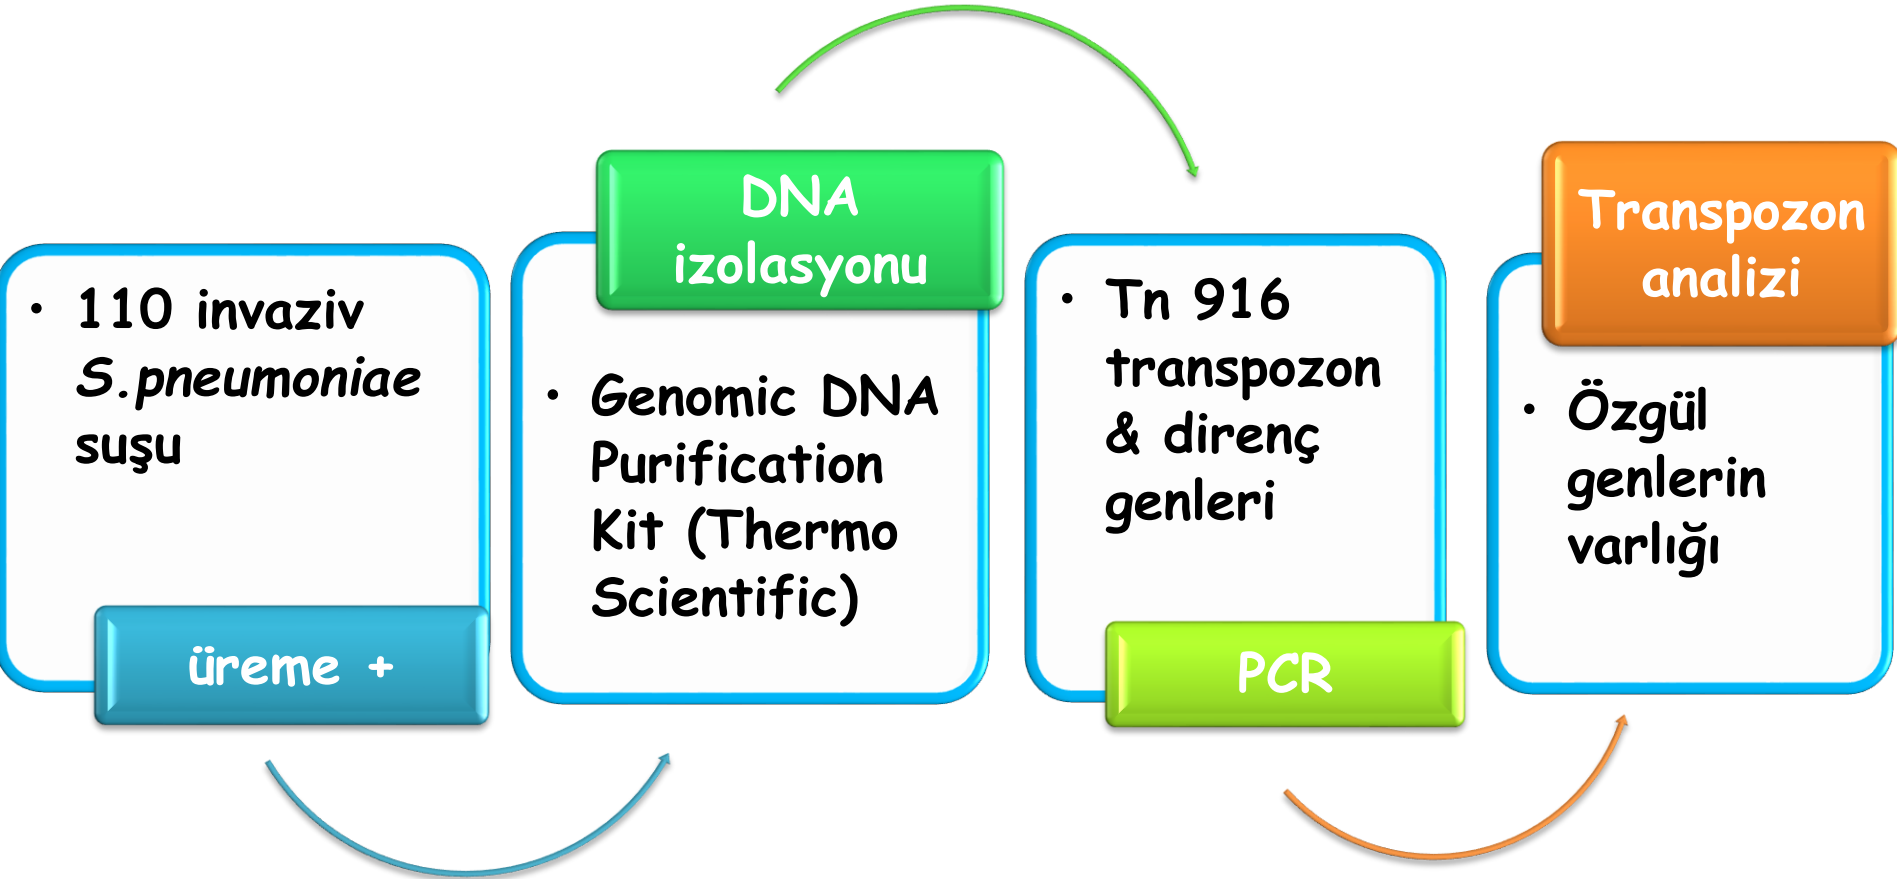 • 110 invaziv
S.pneumoniae
suşu
üreme +
DNA
izolasyonu
• Genomic DNA
Purification
Kit (Thermo
Scientific)
• Tn 916
transpozon
& direnç
genleri
PCR
Transpozon
analizi
• Özgül
genlerin
varlığı